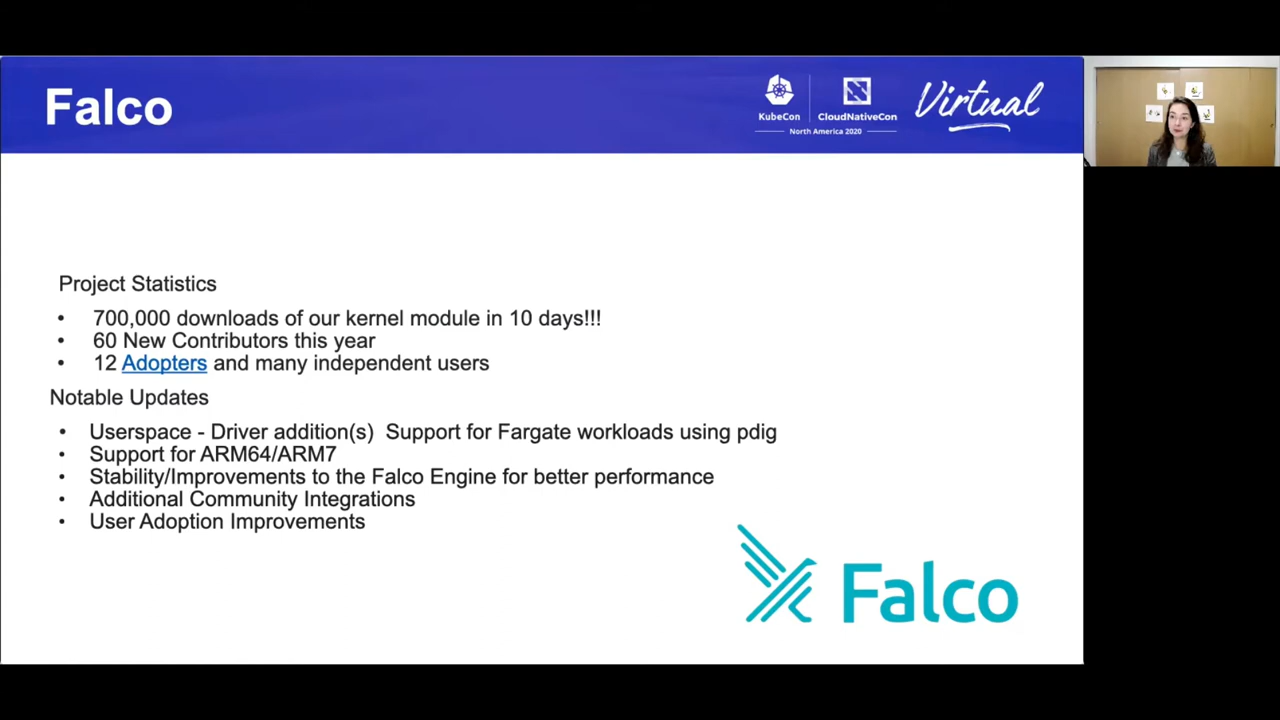 Falco
KubeCon
CloudNativeCon
North America 2020
Virtual
Project Statistics
• 700,000 downloads of our kernel module in 10 days!!!
• 60 New Contributors this year
• 12 Adopters and many independent users
Notable Updates
• Userspace - Driver addition(s) Support for Fargate workloads using pdig
• Support for ARM64/ARM7
• Stability/Improvements to the Falco Engine for better performance
• Additional Community Integrations
• User Adoption Improvements
Falco